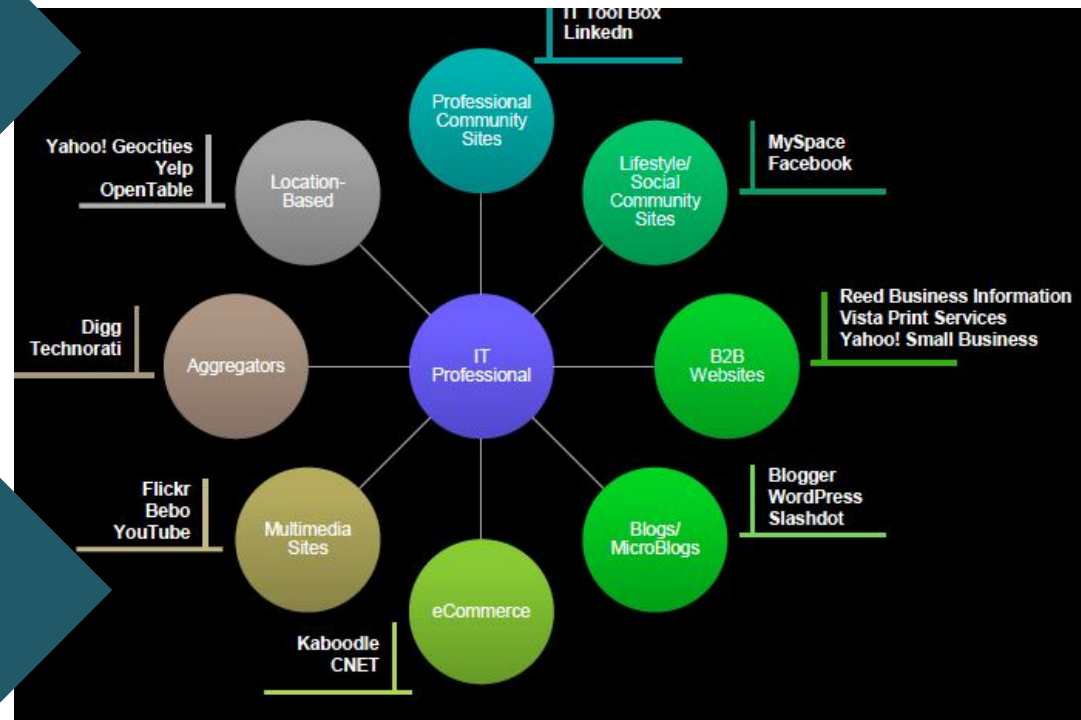 IT Tool Box
Linkedn
Professional
Community
Sites
Yahoo! Geocities
Yelp
OpenTable
Location-
Based
Lifestyle/
Social
Community
Sites
MySpace
Facebook
Digg
Technorati
Aggregators
IT
Professional
B2B
Websites
Reed Business Information
Vista Print Services
Yahoo! Small Business
Flickr
Bebo
YouTube
Multimedia
Sites
Blogs/
MicroBlogs
Blogger
WordPress
Slashdot
eCommerce
Kaboodle
CNET